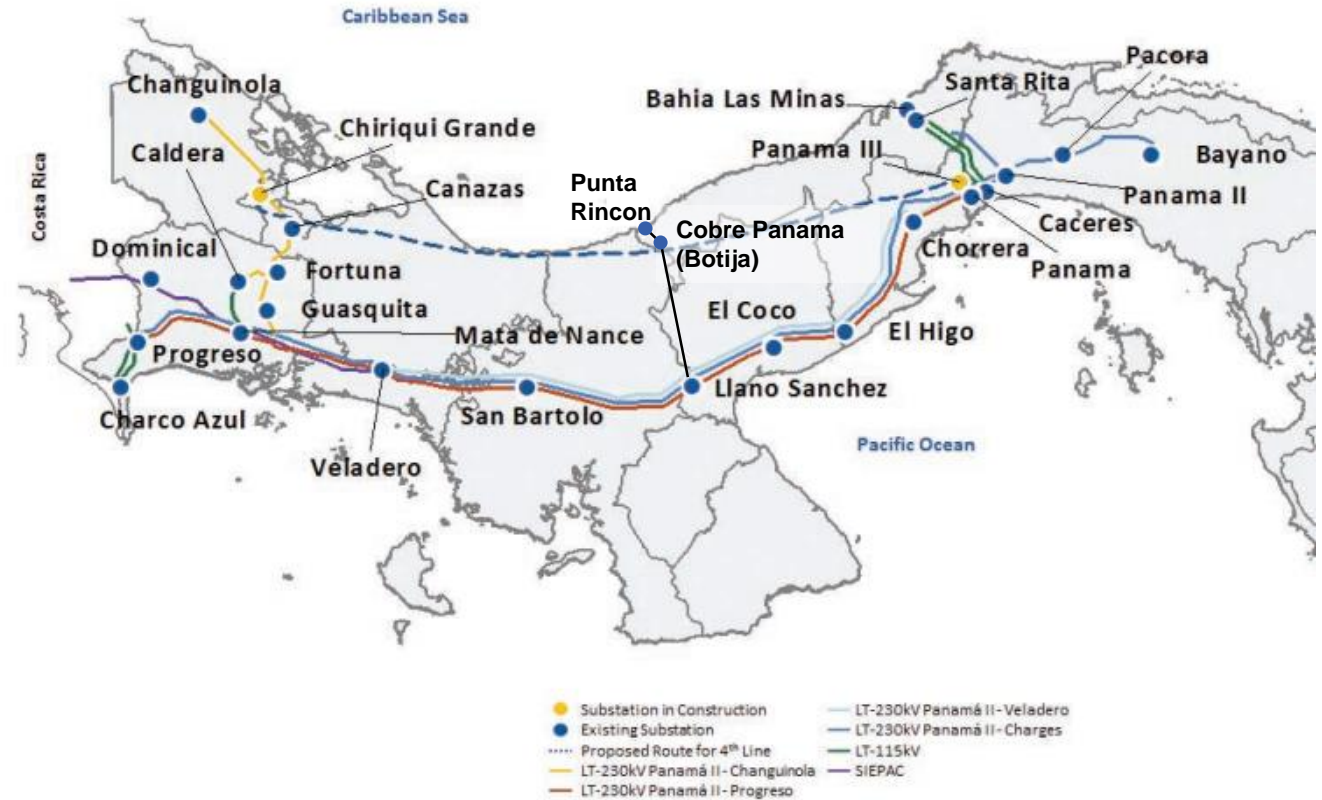 Caribbean Sea
Pacora
Changuinola
Santa Rita
Bahia Las Minas
Chiriqui Grande
Caldera
Panama III
Bayano
Costa Rica
Cañazas
Punta
Rincon
Panama II
Cobre Panama
(Botija)
Caceres
Dominical
Chorrera
Fortuna
Panama
Guasquita
El Coco
Mata de Nance
El Higo
Progreso
Llano Sanchez
Charco Azul
San Bartolo
Pacific Ocean
Veladero
Substation in Construction
Existing Substation
Proposed Route for 4th Line
LT-230kV Panamá II - Changuinola
LT-230kV Panamá II - Progreso
LT-230kV Panamá II - Veladero
LT-230kV Panamá II - Charges
LT-115kV
SIEPAC